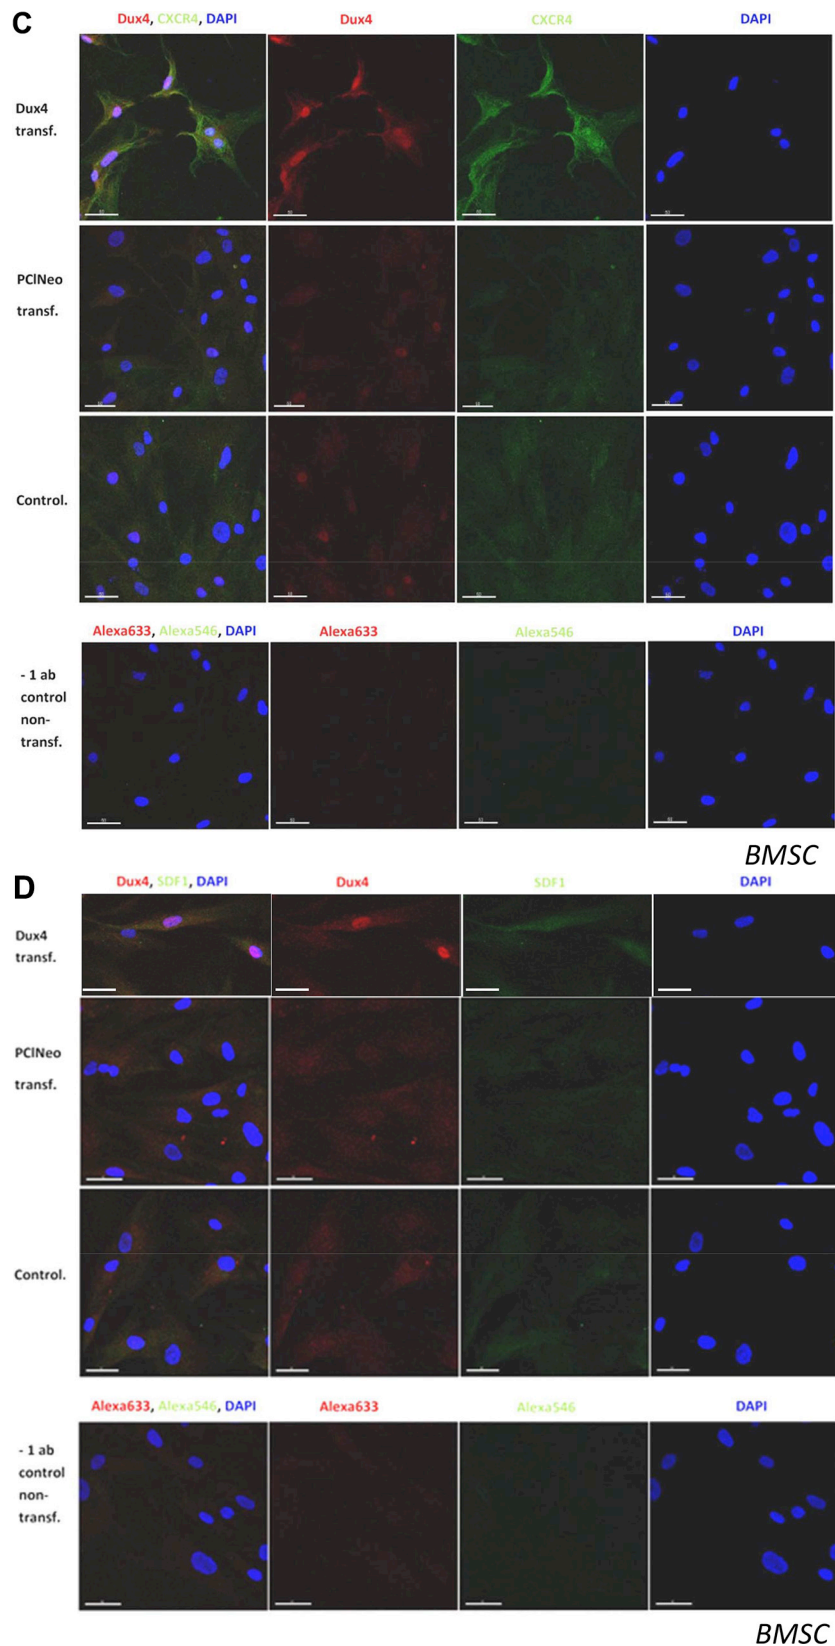 C
Dux4, CXCR4, DAPI
Dux4
CXCR4
DAPI
Dux4
transf.
PClNeo
transf.
Control.
Alexa633, Alexa546, DAPI
Alexa633
Alexa546
DAPI
- 1 ab
control
non-
transf.
BMSC
D
Dux4, SDF1, DAPI
Dux4
SDF1
DAPI
Dux4
transf.
PClNeo
transf.
Control.
Alexa633, Alexa546, DAPI
Alexa633
Alexa546
DAPI
- 1 ab
control
non-
transf.
BMSC